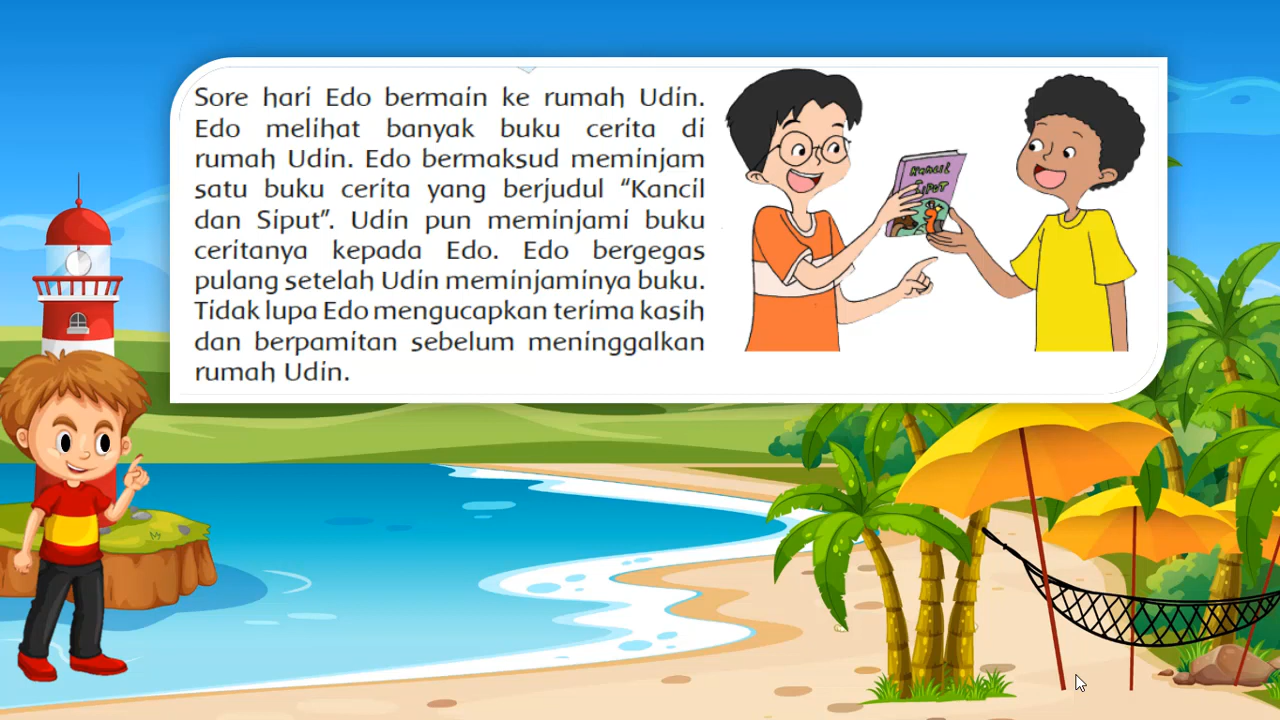 Sore hari Edo bermain ke rumah Udin.
Edo melihat banyak buku cerita di
rumah Udin. Edo bermaksud meminjam
satu buku cerita yang berjudul “Kancil
dan Siput”. Udin pun meminjami buku
ceritanya kepada Edo. Edo bergegas
pulang setelah Udin meminjaminya buku.
Tidak lupa Edo mengucapkan terima kasih
dan berpamitan sebelum meninggalkan
rumah Udin.
Kancil
Siput